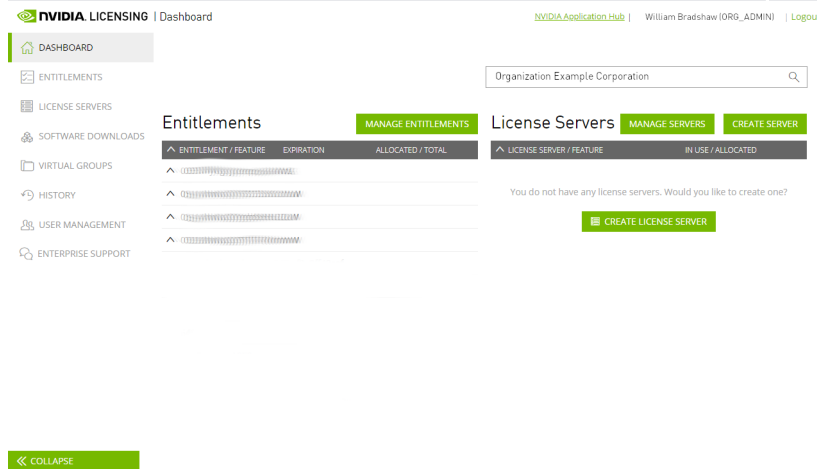 NVIDIA. LICENSING | Dashboard
NVIDIA Application Hub | William Bradshaw (ORG_ADMIN) | Logou
DASHBOARD
ENTITLEMENTS
LICENSE SERVERS
SOFTWARE DOWNLOADS
VIRTUAL GROUPS
HISTORY
USER MANAGEMENT
ENTERPRISE SUPPORT
COLLAPSE
Organization Example Corporation
Entitlements
MANAGE ENTITLEMENTS
ENTITLEMENT / FEATURE EXPIRATION ALLOCATED / TOTAL
License Servers
MANAGE SERVERS
CREATE SERVER
LICENSE SERVER / FEATURE IN USE / ALLOCATED
You do not have any license servers. Would you like to create one?
CREATE LICENSE SERVER